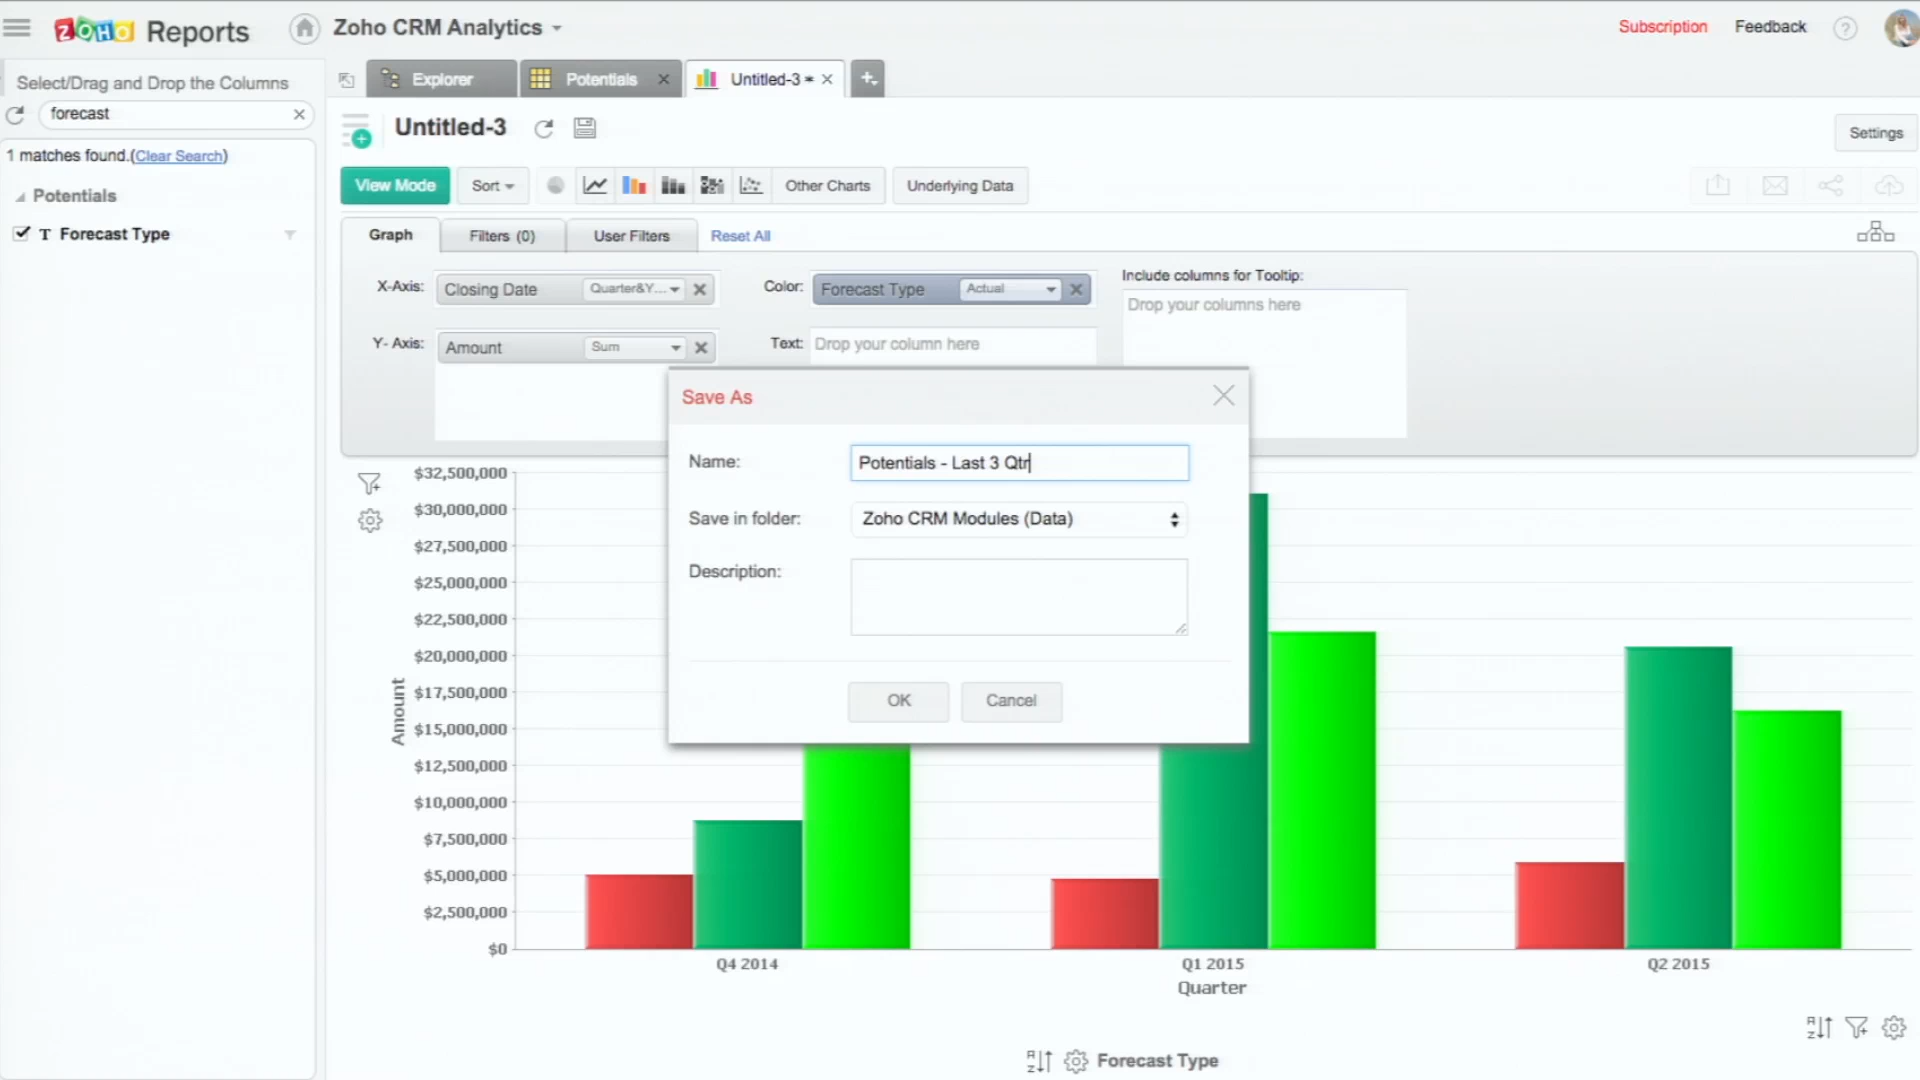 ZOHO Reports
Zoho CRM Analytics
Subscription
Feedback
?
Select/Drag and Drop the Columns
forecast
1 matches found.(Clear Search)
Potentials
T Forecast Type
Explorer
Potentials
Untitled-3 *
Untitled-3
Settings
View Mode
Sort
Other Charts
Underlying Data
Graph
Filters (0)
User Filters
Reset All
X-Axis:
Closing Date
Quarter&Y...
Color:
Forecast Type
Actual
Include columns for Tooltip:
Drop your columns here
Y- Axis:
Amount
Sum
Text:
Drop your column here
Save As
Name:
Potentials - Last 3 Qtr
Save in folder:
Zoho CRM Modules (Data)
Description:
OK
Cancel
$32,500,000
$30,000,000
$27,500,000
$25,000,000
$22,500,000
$20,000,000
$17,500,000
$15,000,000
$12,500,000
$10,000,000
$7,500,000
$5,000,000
$2,500,000
$0
Amount
Q4 2014
Q1 2015
Q2 2015
Quarter
Forecast Type